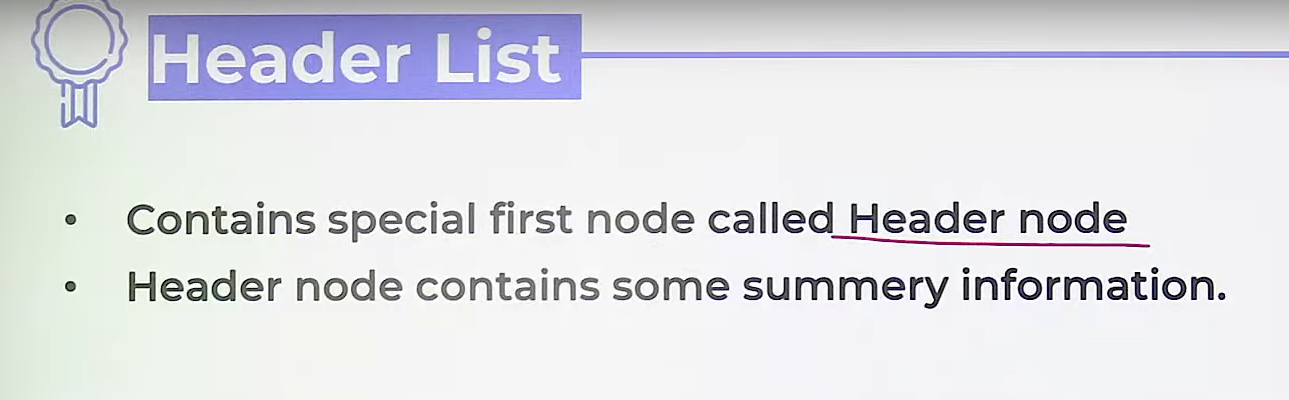 Header List
• Contains special first node called Header node
• Header node contains some summery information.